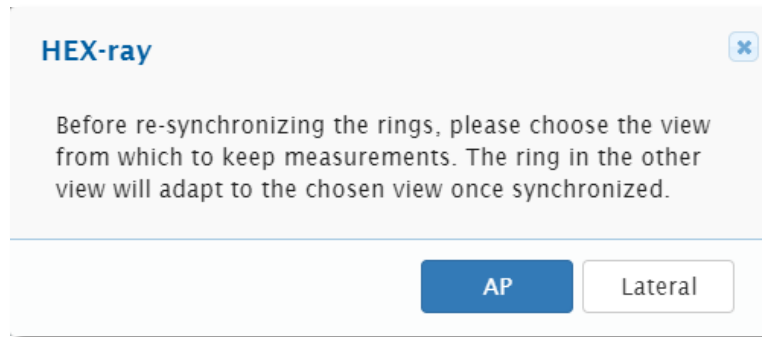 HEX-ray
Before re-synchronizing the rings, please choose the view
from which to keep measurements. The ring in the other
view will adapt to the chosen view once synchronized.
AP
Lateral